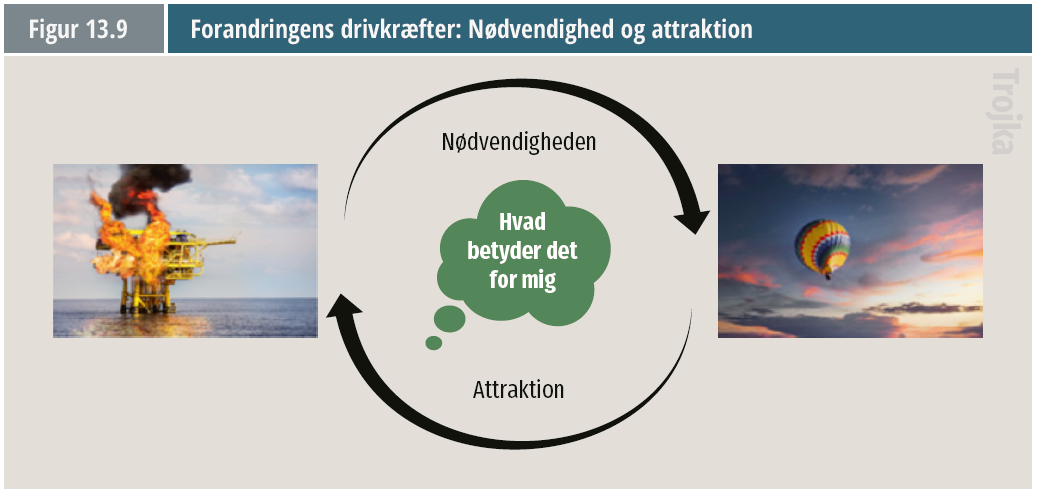 Figur 13.9
Forandringens drivkræfter: Nødvendighed og attraktion
Trojka
Nødvendigheden
Hvad
betyder det
for mig
Attraktion